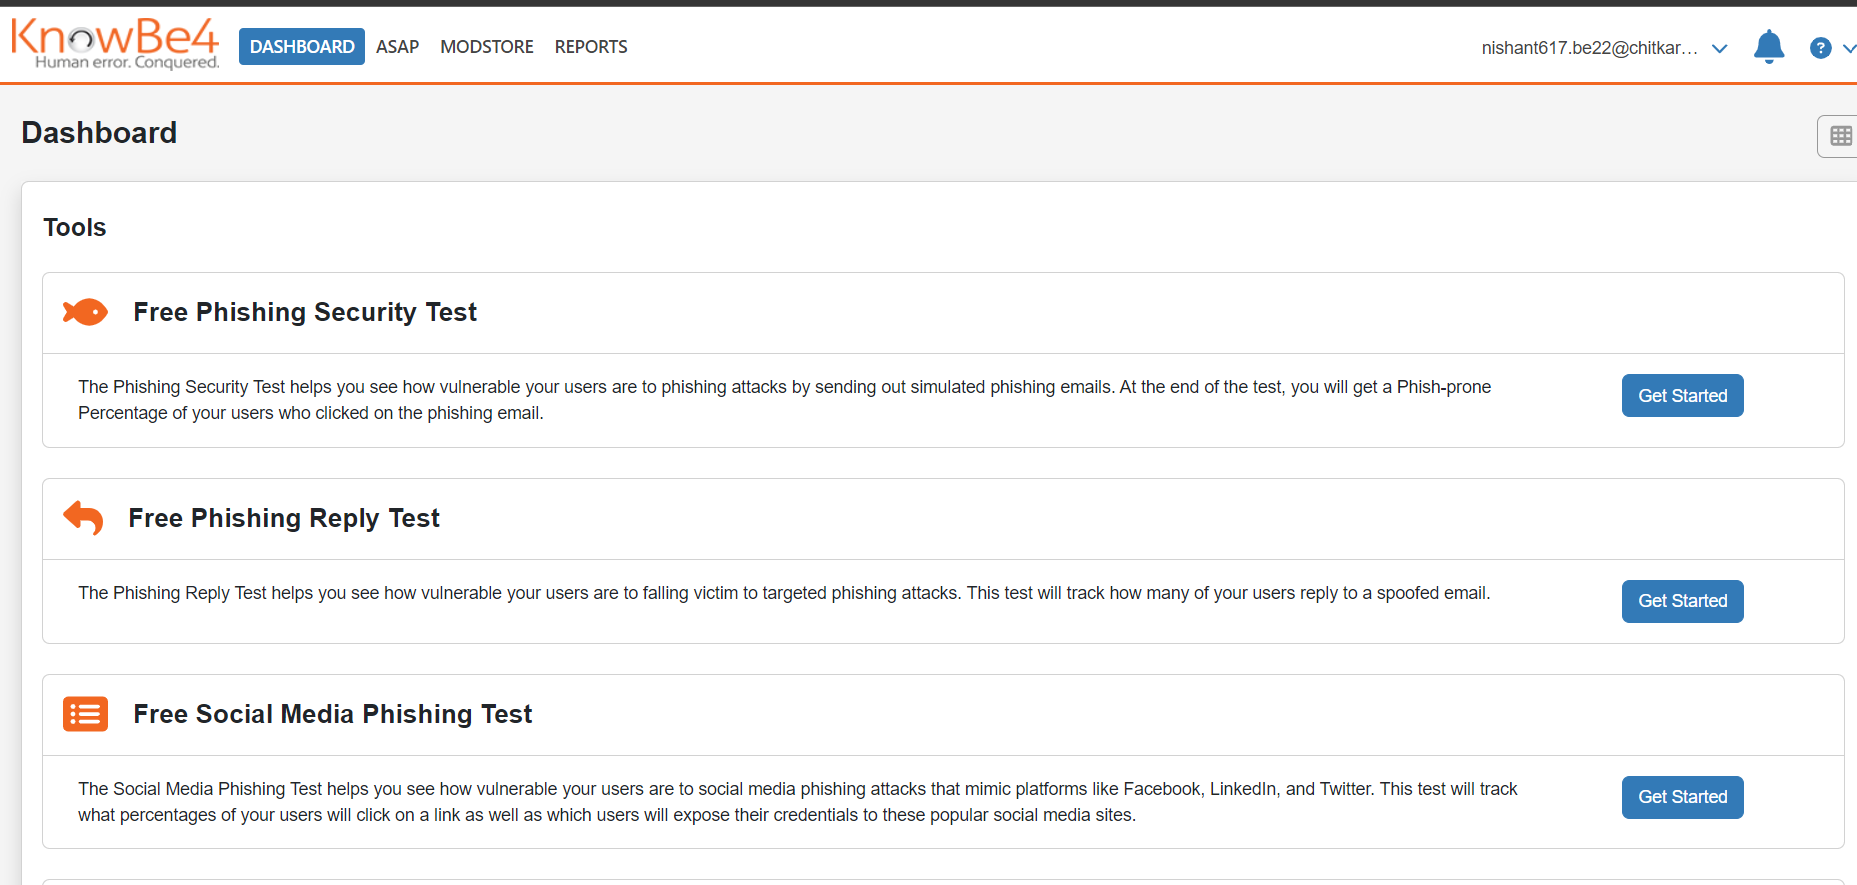 KnowBe4
Human error. Conquered.
DASHBOARD ASAP MODSTORE REPORTS
nishant617.be22@chitkar...
?
Dashboard
Tools
Free Phishing Security Test
The Phishing Security Test helps you see how vulnerable your users are to phishing attacks by sending out simulated phishing emails. At the end of the test, you will get a Phish-prone
Percentage of your users who clicked on the phishing email.
Get Started
Free Phishing Reply Test
The Phishing Reply Test helps you see how vulnerable your users are to falling victim to targeted phishing attacks. This test will track how many of your users reply to a spoofed email.
Get Started
Free Social Media Phishing Test
The Social Media Phishing Test helps you see how vulnerable your users are to social media phishing attacks that mimic platforms like Facebook, LinkedIn, and Twitter. This test will track
what percentages of your users will click on a link as well as which users will expose their credentials to these popular social media sites.
Get Started